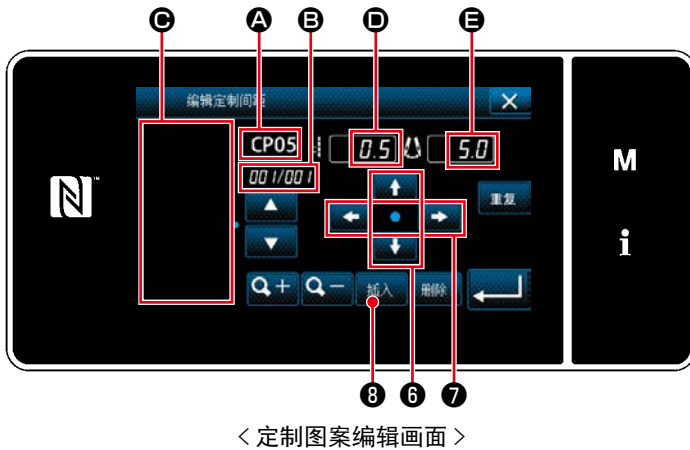 C A B D E
编辑定制间距
CP05 0.5 5.0
001/001
重复
插入 删除
M
i
8 6 7
<定制图案编辑画面>